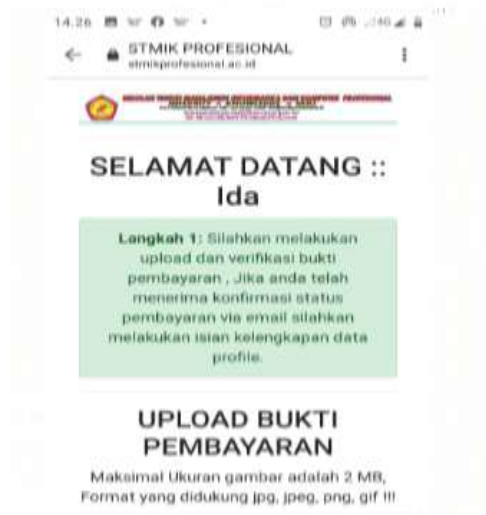 14.26
STMIK PROFESIONAL
stmikprofesional.ac.id
SELAMAT DATANG ::
Ida
Langkah 1: Silahkan melakukan
upload dan verifikasi bukti
pembayaran , Jika anda telah
menerima konfirmasi status
pembayaran via email silahkan
melakukan isian kelengkapan data
profile.
UPLOAD BUKTI
PEMBAYARAN
Maksimal Ukuran gambar adalah 2 MB,
Format yang didukung jpg, jpeg, png, gif !!!